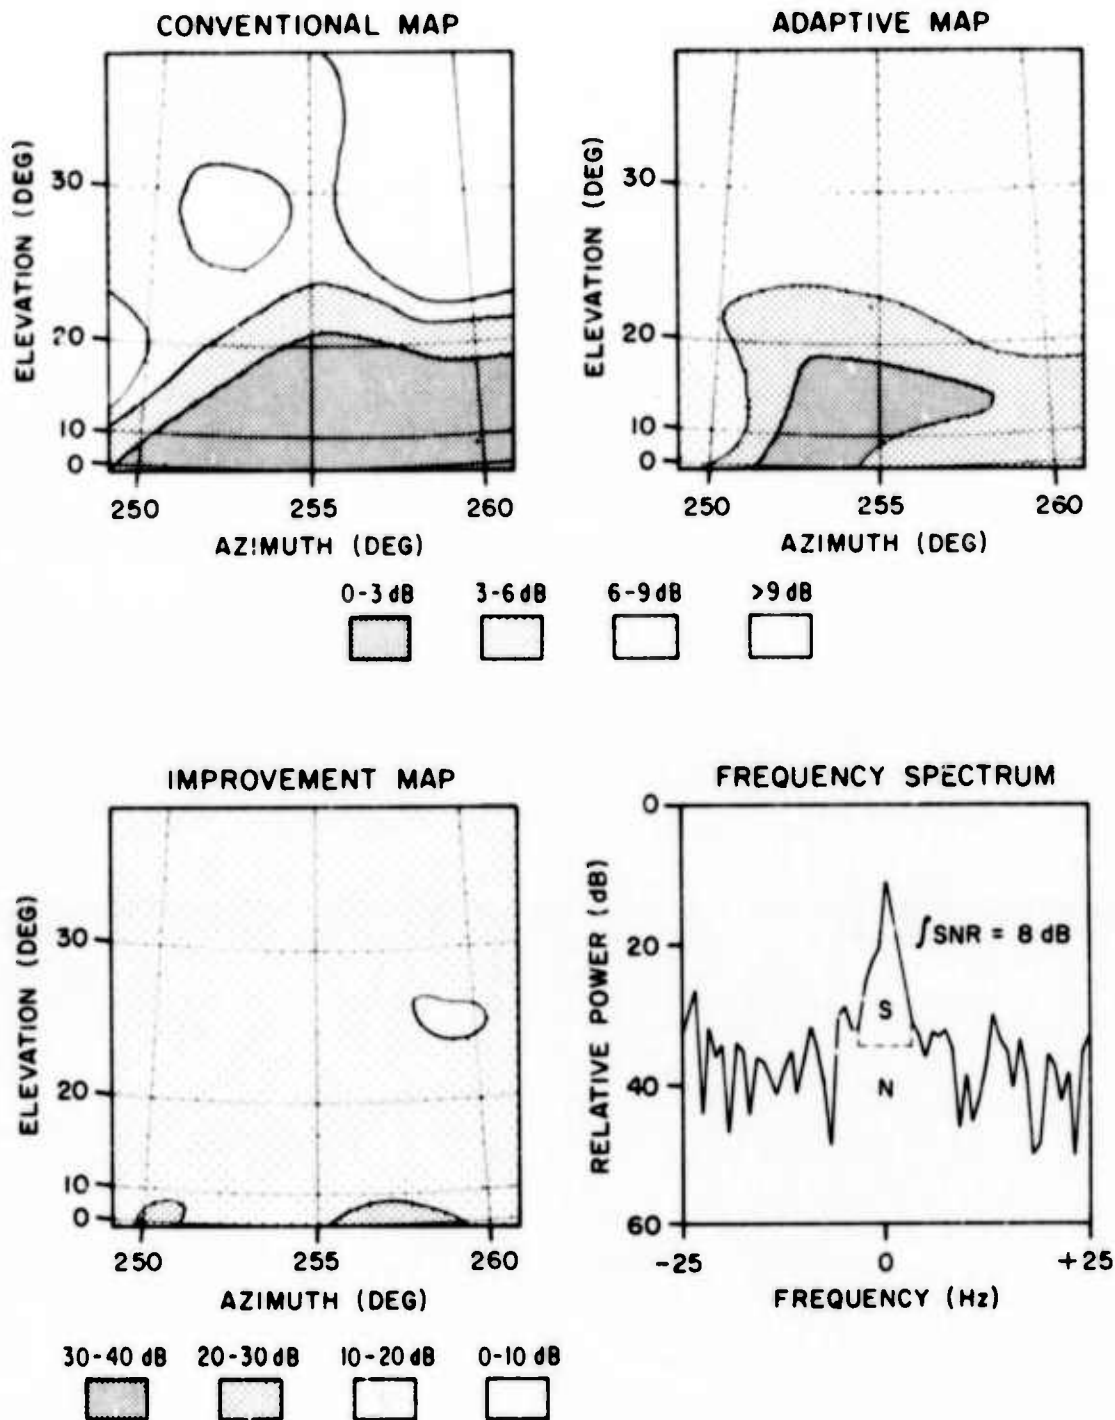 CONVENTIONAL MAP
ADAPTIVE MAP
ELEVATION (DEG)
30
20
10
0
250 255 260
AZIMUTH (DEG)
ELEVATION (DEG)
30
20
10
0
250 255 260
AZIMUTH (DEG)
0-3 dB 3-6 dB 6-9 dB >9 dB
IMPROVEMENT MAP
FREQUENCY SPECTRUM
ELEVATION (DEG)
30
20
10
0
250 255 260
AZIMUTH (DEG)
RELATIVE POWER (dB)
0
20
40
60
∫SNR = 8 dB
S
N
-25 0 +25
FREQUENCY (Hz)
30-40 dB 20-30 dB 10-20 dB 0-10 dB